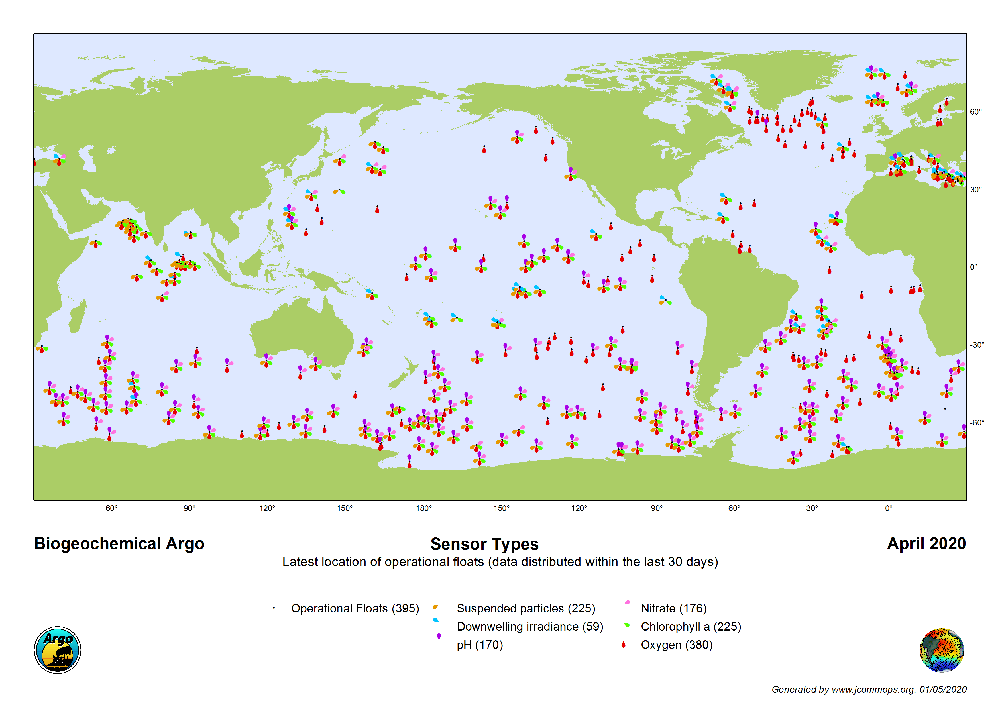 60°
30°
0°
-30°
-60°
60° 90° 120° 150° -180° -150° -120° -90° -60° -30° 0°
Biogeochemical Argo Sensor Types April 2020
Latest location of operational floats (data distributed within the last 30 days)
Operational Floats (395) Suspended particles (225) Nitrate (176)
Downwelling irradiance (59) Chlorophyll a (225)
pH (170) Oxygen (380)
Argo
Generated by www.jcommops.org, 01/05/2020